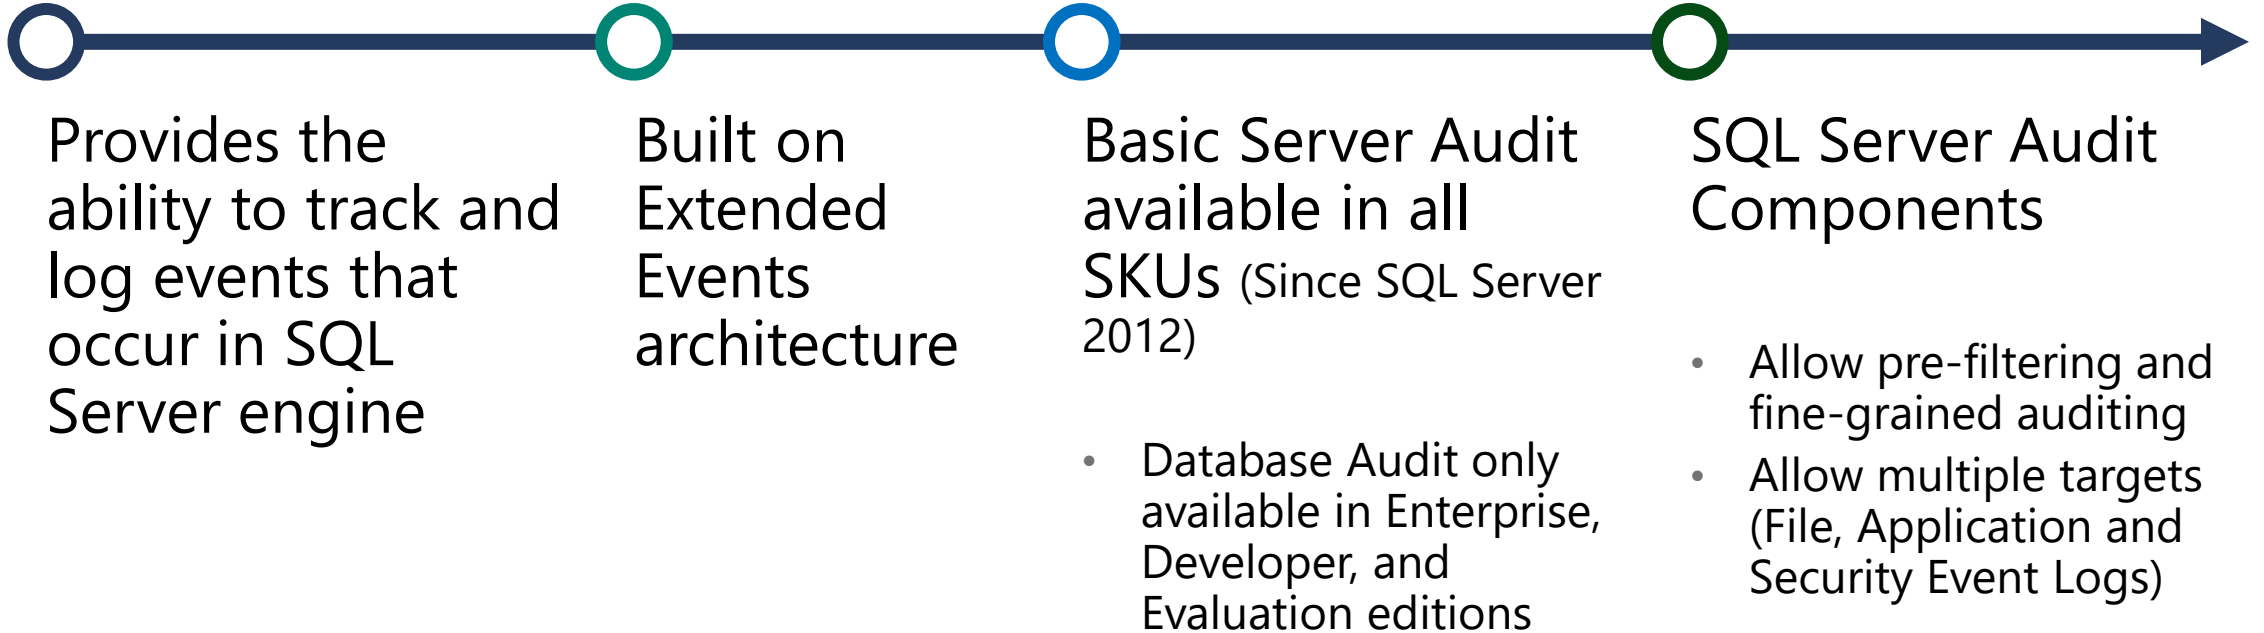 Provides the
ability to track and
log events that
occur in SQL
Server engine
Built on
Extended
Events
architecture
Basic Server Audit
available in all
SKUs (Since SQL Server
2012)
• Database Audit only
available in Enterprise,
Developer, and
Evaluation editions
SQL Server Audit
Components
• Allow pre-filtering and
fine-grained auditing
• Allow multiple targets
(File, Application and
Security Event Logs)